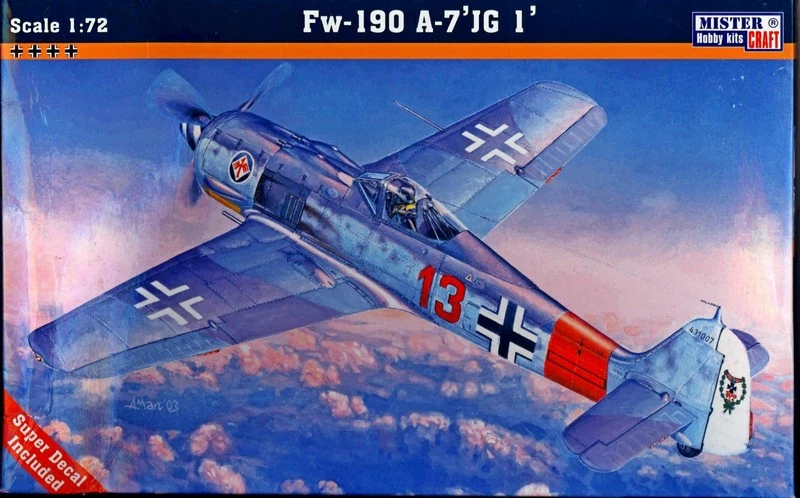 Scale 1:72
Fw-190 A-7'JG 1'
MISTER ®
Hobby kits CRAFT
13
431007
Super Decal
Included